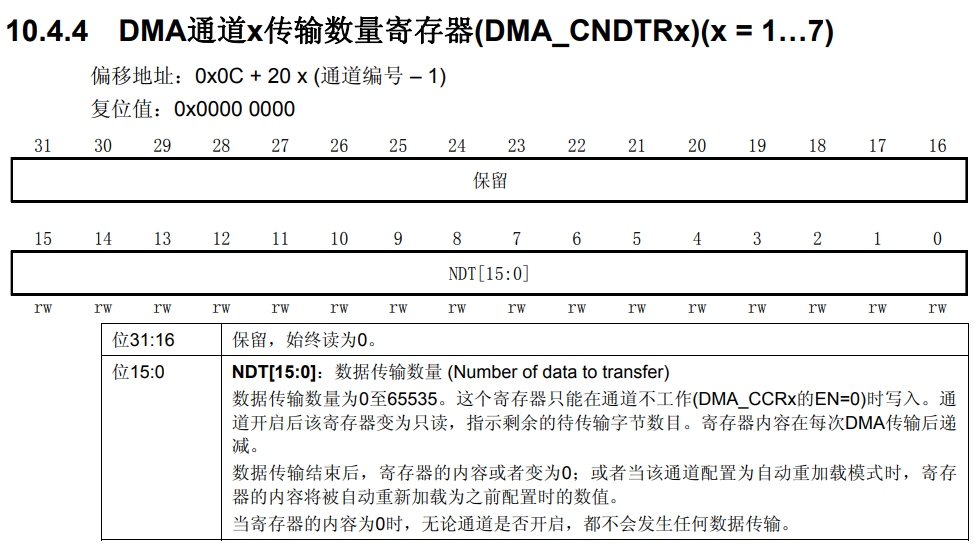 10.4.4 DMA通道x传输数量寄存器(DMA_CNDTRx)(x = 1…7)
偏移地址：0x0C + 20 x (通道编号 – 1)
复位值：0x0000 0000
31 30 29 28 27 26 25 24 23 22 21 20 19 18 17 16
保留
15 14 13 12 11 10 9 8 7 6 5 4 3 2 1 0
NDT[15:0]
rw rw rw rw rw rw rw rw rw rw rw rw rw rw rw rw
位31:16 保留，始终读为0。
位15:0 NDT[15:0]：数据传输数量 (Number of data to transfer)
数据传输数量为0至65535。这个寄存器只能在通道不工作(DMA_CCRx的EN=0)时写入。通
道开启后该寄存器变为只读，指示剩余的待传输字节数目。寄存器内容在每次DMA传输后递
减。
数据传输结束后，寄存器的内容或者变为0；或者当该通道配置为自动重加载模式时，寄存
器的内容将被自动重新加载为之前配置时的数值。
当寄存器的内容为0时，无论通道是否开启，都不会发生任何数据传输。